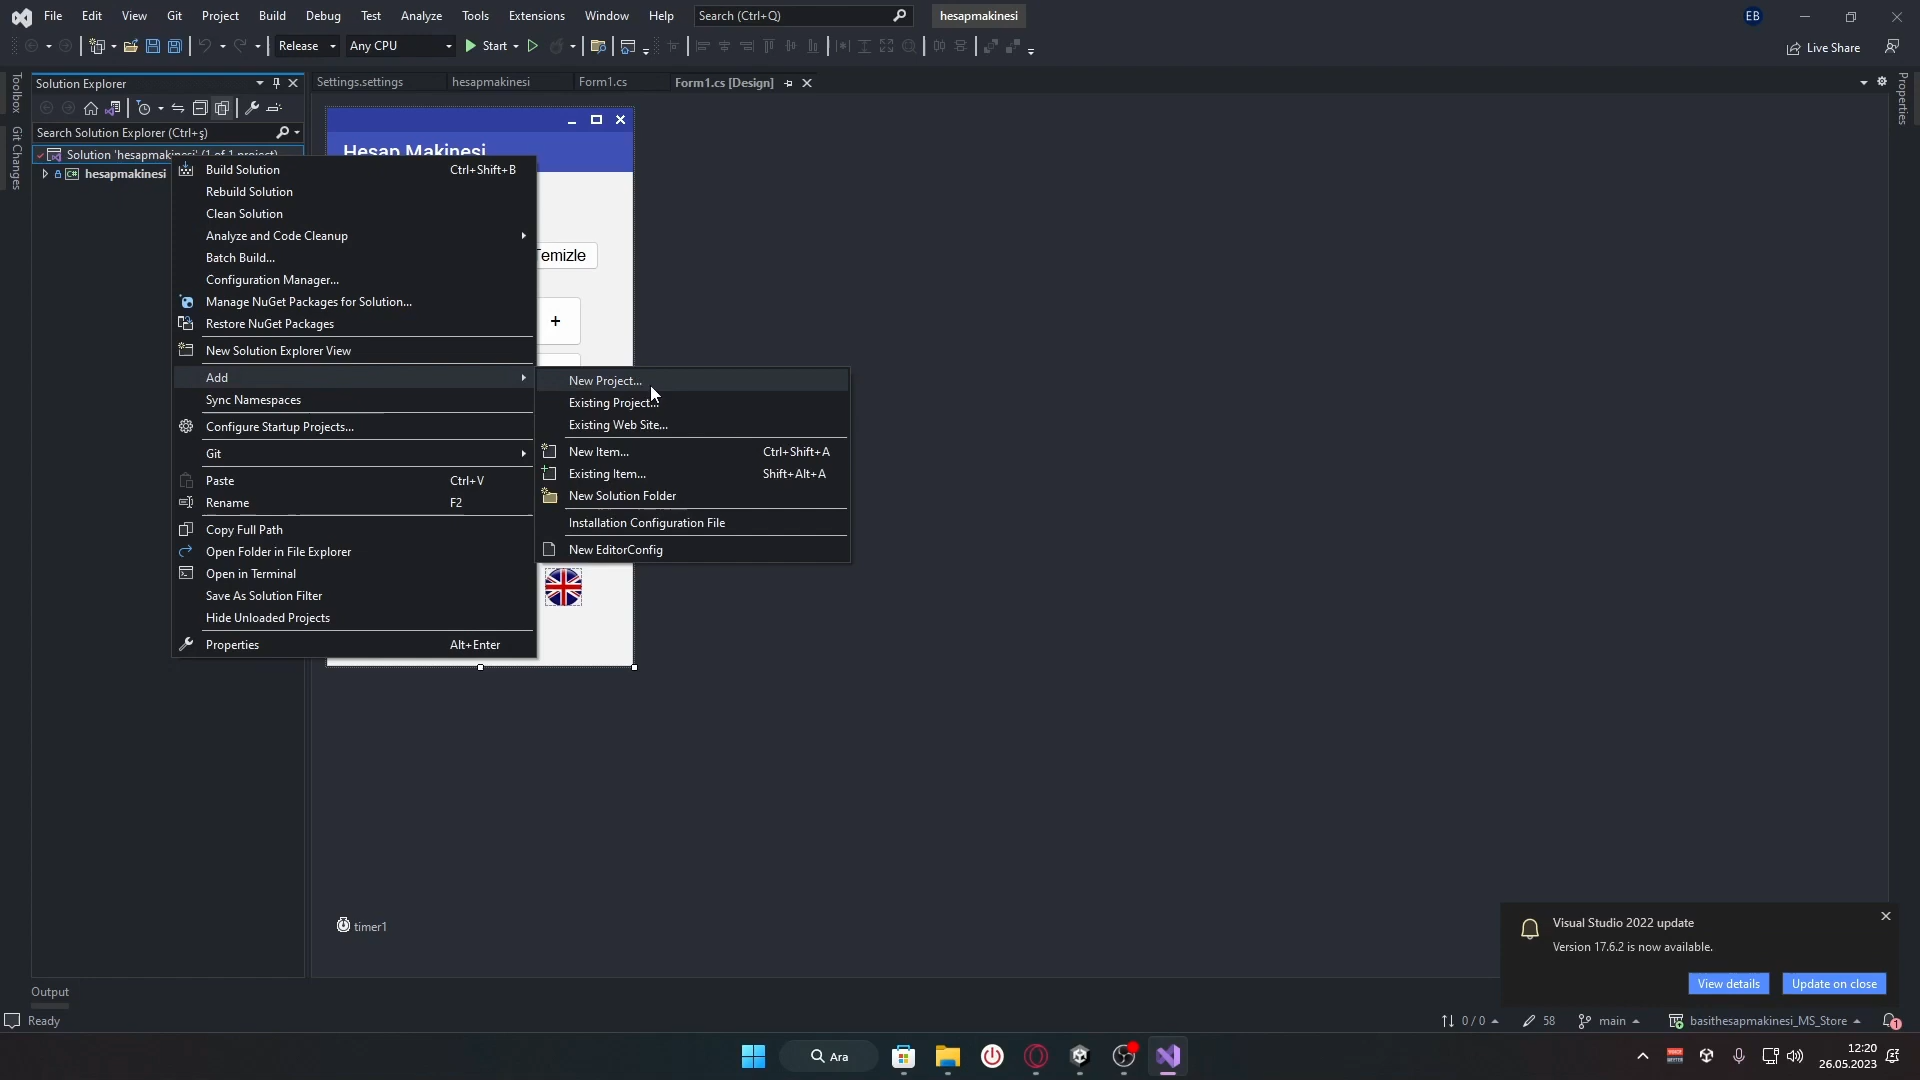 File Edit View Git Project Build Debug Test Analyze Tools Extensions Window Help Search (Ctrl+Q) hesapmakinesi EB
Release Any CPU Start Live Share
Toolbox
Git Changes
Solution Explorer
Search Solution Explorer (Ctrl+ş)
Solution 'hesapmakinesi' (1 of 1 project)
hesapmakinesi
Settings.settings hesapmakinesi Form1.cs Form1.cs [Design]
Properties
Hesap Makinesi
Temizle
+
Build Solution Ctrl+Shift+B
Rebuild Solution
Clean Solution
Analyze and Code Cleanup
Batch Build...
Configuration Manager...
Manage NuGet Packages for Solution...
Restore NuGet Packages
New Solution Explorer View
Add
Sync Namespaces
Configure Startup Projects...
Git
Paste Ctrl+V
Rename F2
Copy Full Path
Open Folder in File Explorer
Open in Terminal
Save As Solution Filter
Hide Unloaded Projects
Properties Alt+Enter
New Project...
Existing Project...
Existing Web Site...
New Item... Ctrl+Shift+A
Existing Item... Shift+Alt+A
New Solution Folder
Installation Configuration File
New EditorConfig
timer1
Visual Studio 2022 update
Version 17.6.2 is now available.
View details Update on close
Output
Ready 0 / 0 58 main basithesapmakinesi_MS_Store 1
Ara
12:20
26.05.2023